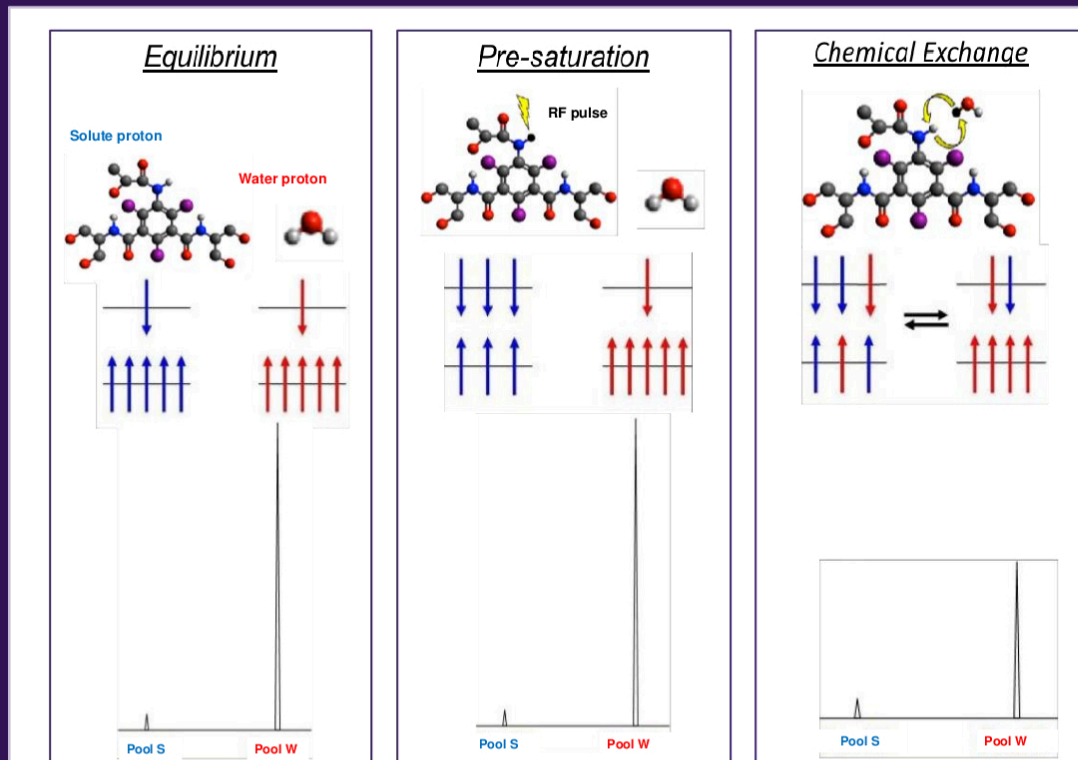 Equilibrium
Solute proton
Water proton
Pool S
Pool W
Pre-saturation
RF pulse
Pool S
Pool W
Chemical Exchange
Pool S
Pool W